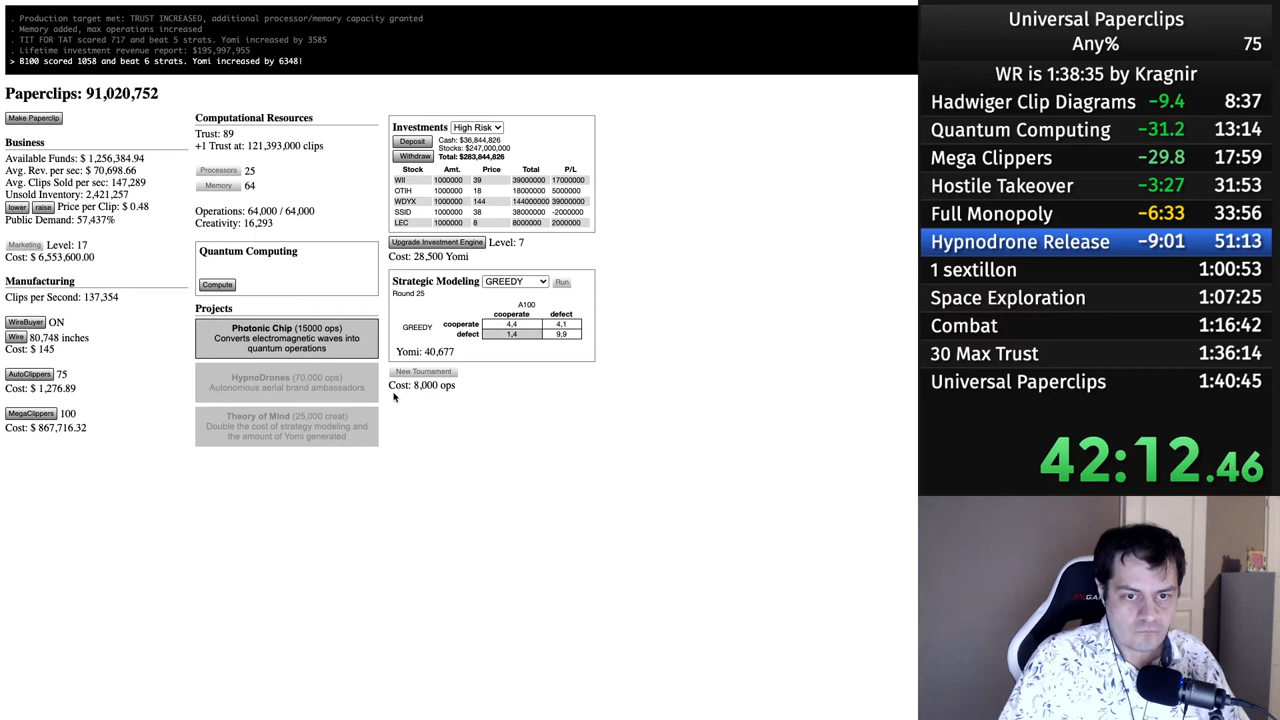 . Production target met: TRUST INCREASED, additional processor/memory capacity granted
. Memory added, max operations increased
. TIT FOR TAT scored 717 and beat 5 strats. Yomi increased by 3585
. Lifetime investment revenue report: $195,997,955
> B100 scored 1058 and beat 6 strats. Yomi increased by 6348|
Paperclips: 91,020,752
Make Paperclip
Business
Available Funds: $ 1,256,384.94
Avg. Rev. per sec: $ 70,698.66
Avg. Clips Sold per sec: 147,289
Unsold Inventory: 2,421,257
lower raise Price per Clip: $ 0.48
Public Demand: 57,437%
Marketing Level: 17
Cost: $ 6,553,600.00
Manufacturing
Clips per Second: 137,354
WireBuyer ON
Wire 80,748 inches
Cost: $ 145
AutoClippers 75
Cost: $ 1,276.89
MegaClippers 100
Cost: $ 867,716.32
Computational Resources
Trust: 89
+1 Trust at: 121,393,000 clips
Processors 25
Memory 64
Operations: 64,000 / 64,000
Creativity: 16,293
Quantum Computing
Compute
Projects
Photonic Chip (15000 ops)
Converts electromagnetic waves into
quantum operations
HypnoDrones (70,000 ops)
Autonomous aerial brand ambassadors
Theory of Mind (25,000 creat)
Double the cost of strategy modeling and
the amount of Yomi generated
Investments High Risk
Deposit Cash: $36,844,826
Stocks: $247,000,000
Withdraw Total: $283,844,826
Stock Amt. Price Total P/L
WII 1000000 39 39000000 17000000
OTIH 1000000 18 18000000 5000000
WDYX 1000000 144 144000000 39000000
SSID 1000000 38 38000000 -2000000
LEC 1000000 8 8000000 2000000
Upgrade Investment Engine Level: 7
Cost: 28,500 Yomi
Strategic Modeling GREEDY Run
Round 25
A100
cooperate defect
GREEDY cooperate 4,4 4,1
defect 1,4 9,9
Yomi: 40,677
New Tournament
Cost: 8,000 ops
Universal Paperclips
Any% 75
WR is 1:38:35 by Kragnir
Hadwiger Clip Diagrams −9.4 8:37
Quantum Computing −31.2 13:14
Mega Clippers −29.8 17:59
Hostile Takeover −3:27 31:53
Full Monopoly −6:33 33:56
Hypnodrone Release −9:01 51:13
1 sextillon 1:00:53
Space Exploration 1:07:25
Combat 1:16:42
30 Max Trust 1:36:14
Universal Paperclips 1:40:45
42:12.46